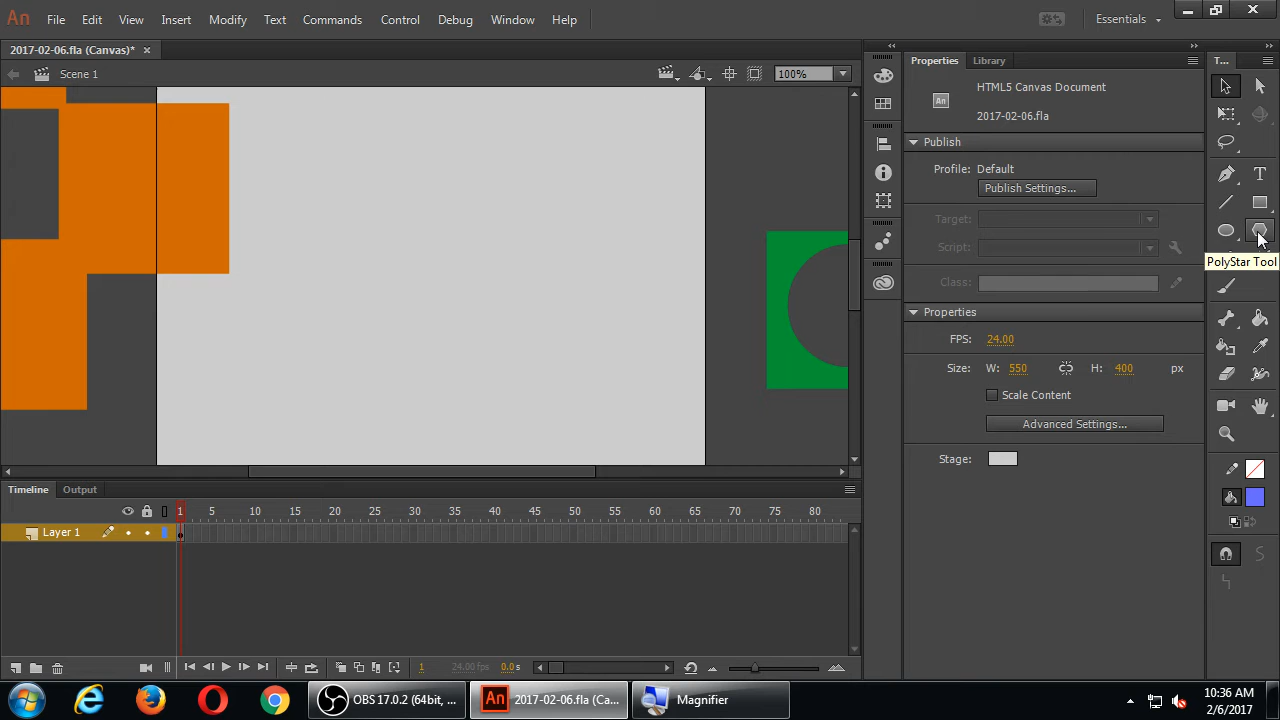 An File Edit View Insert Modify Text Commands Control Debug Window Help Essentials
2017-02-06.fla (Canvas)*
Scene 1 100%
Properties Library T...
HTML5 Canvas Document
An 2017-02-06.fla
Publish
Profile: Default
Publish Settings...
Target:
Script:
PolyStar Tool
Class:
Properties
FPS: 24.00
Size: W: 550 H: 400 px
Scale Content
Advanced Settings...
Stage:
Timeline Output
1 5 10 15 20 25 30 35 40 45 50 55 60 65 70 75 80
Layer 1
1 24.00 fps 0.0s
OBS 17.0.2 (64bit, ... An 2017-02-06.fla (Ca... Magnifier
10:36 AM
2/6/2017